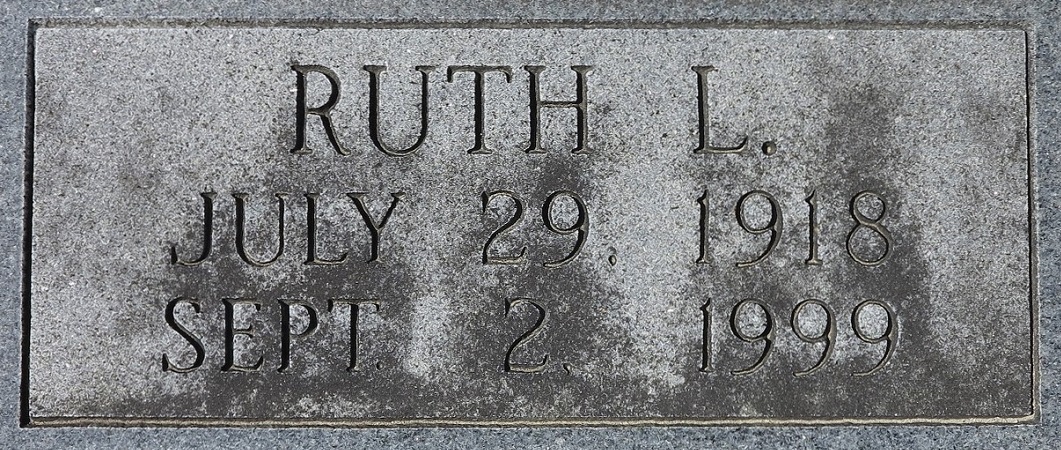 RUTH L.
JULY 29, 1918
SEPT. 2, 1999